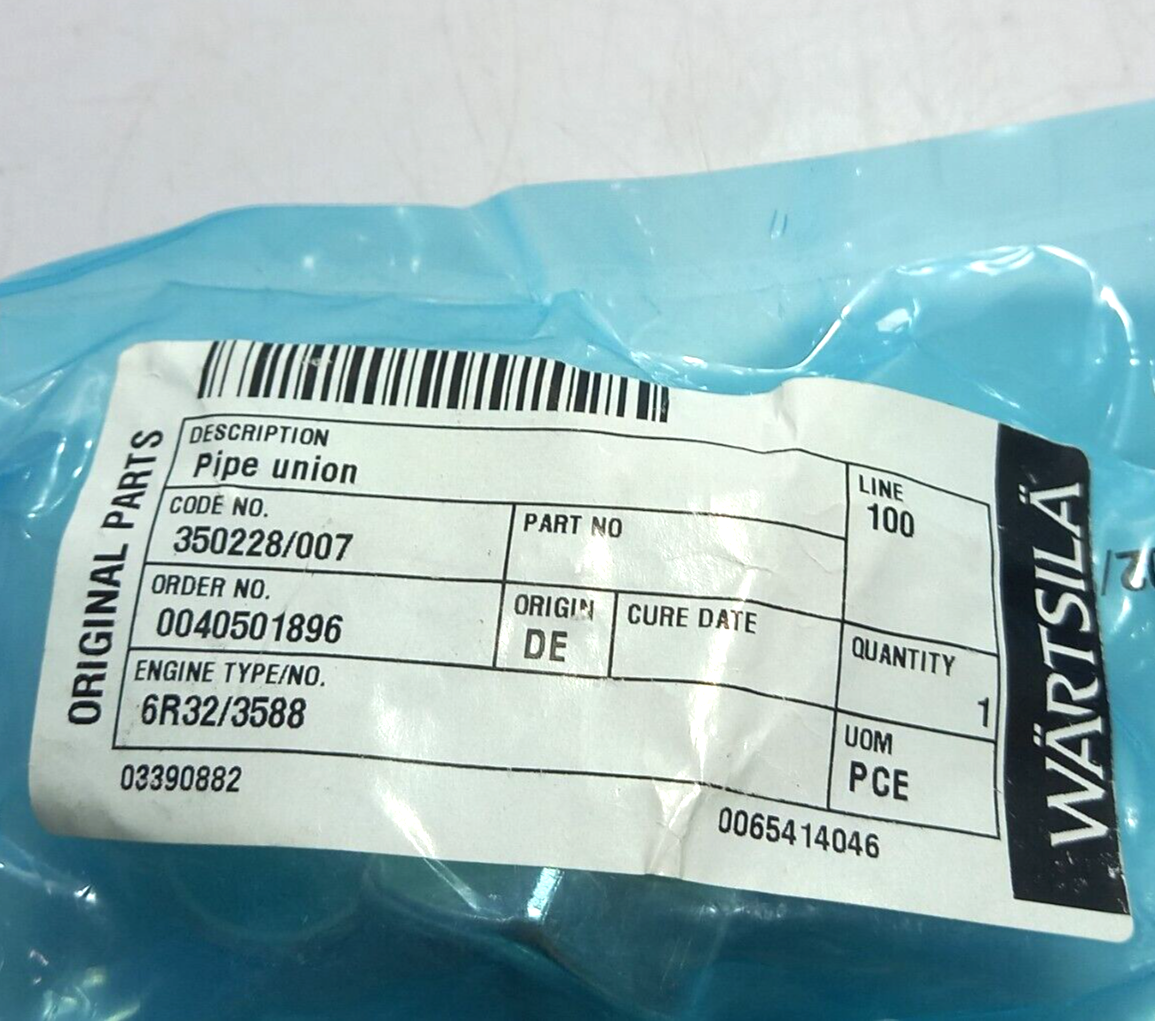 ORIGINAL PARTS
DESCRIPTION
Pipe union
LINE
100
CODE NO.
350228/007
PART NO
ORDER NO.
0040501896
ORIGIN
DE
CURE DATE
QUANTITY
1
ENGINE TYPE/NO.
6R32/3588
UOM
PCE
03390882
0065414046
WÄRTSILÄ